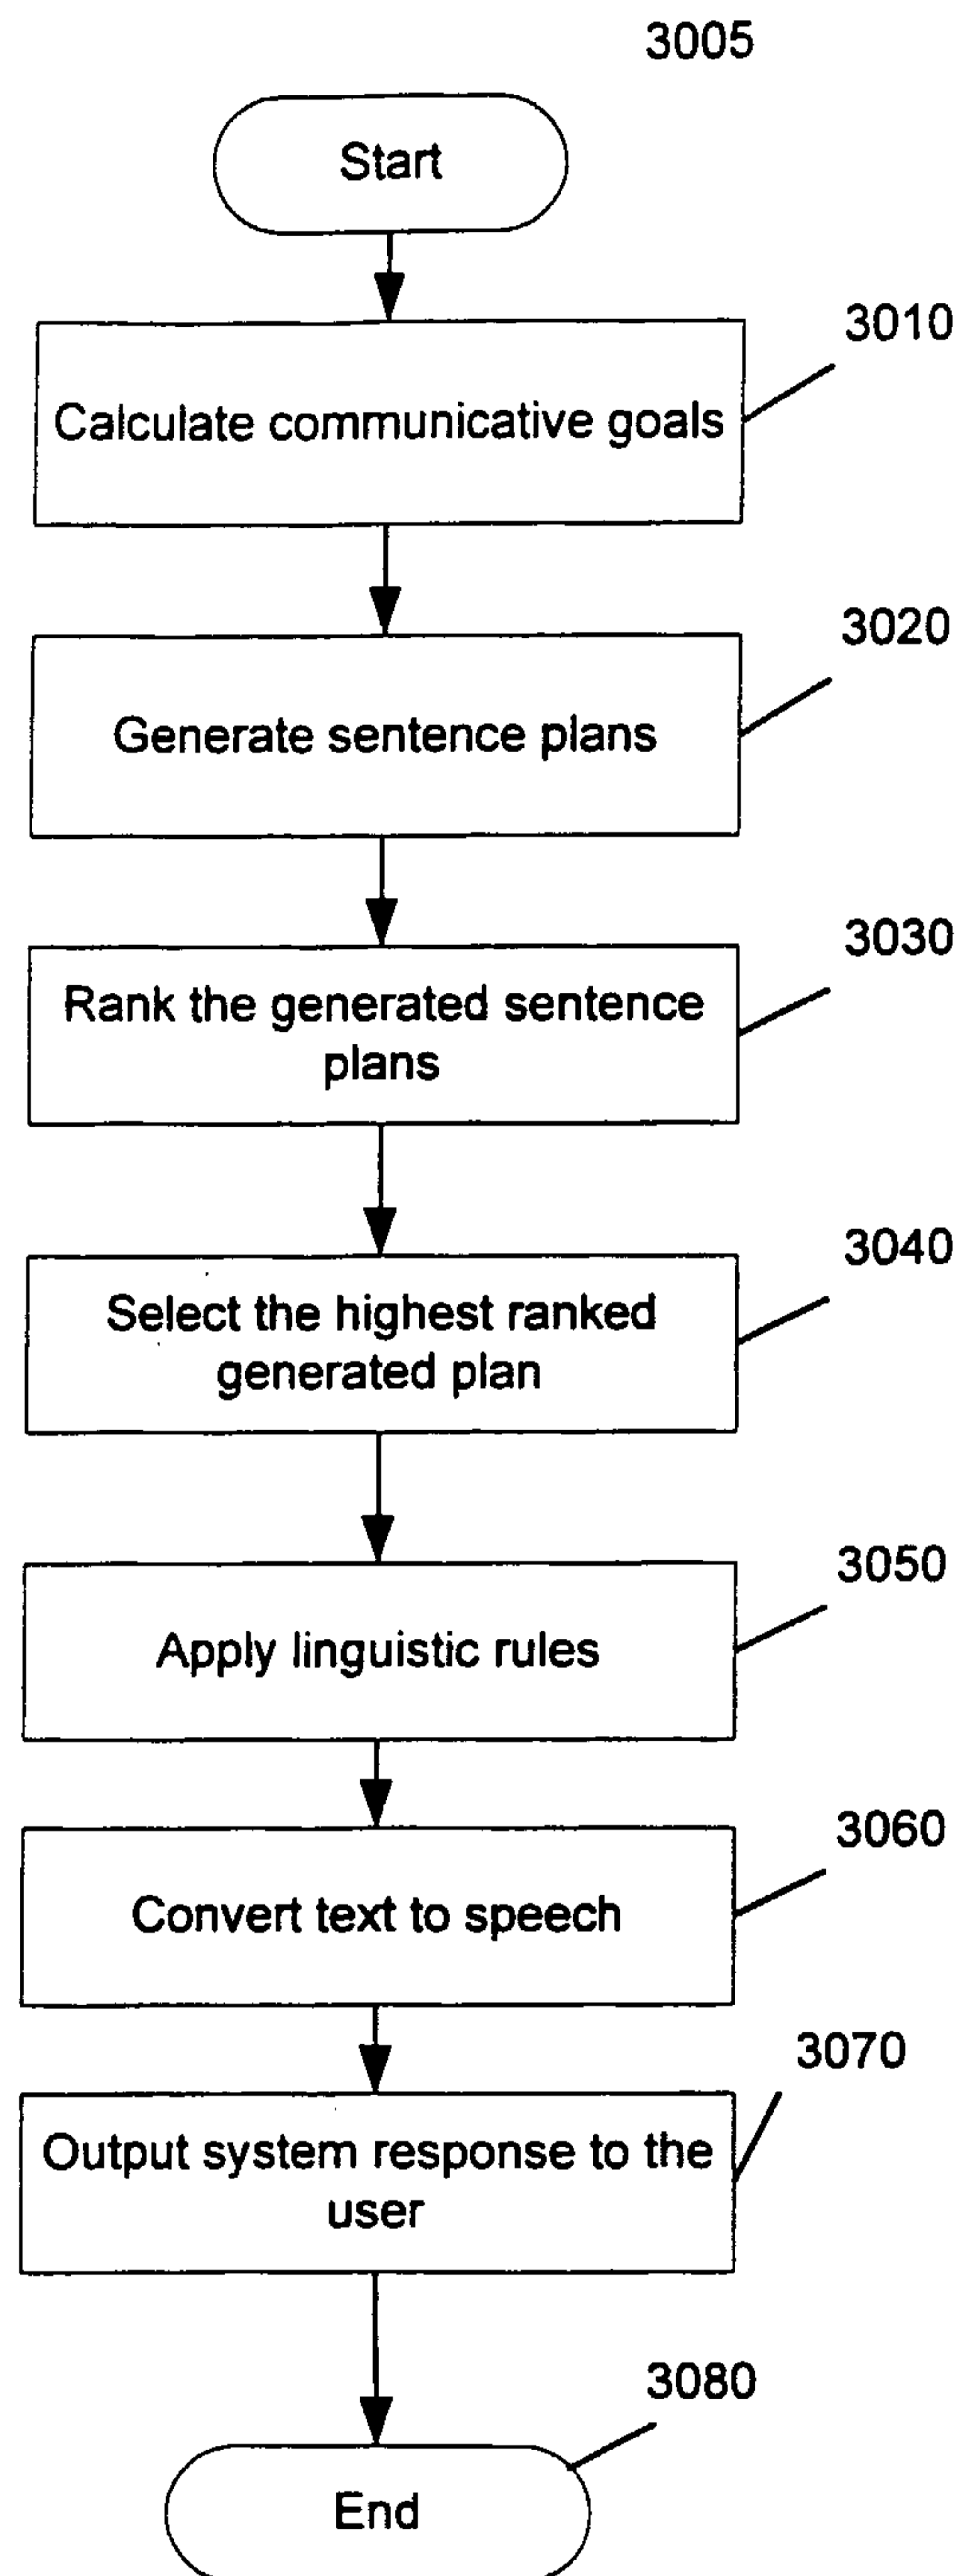 3005
Start
3010
Calculate communicative goals
3020
Generate sentence plans
3030
Rank the generated sentence
plans
3040
Select the highest ranked
generated plan
3050
Apply linguistic rules
3060
Convert text to speech
3070
Output system response to the
user
3080
End